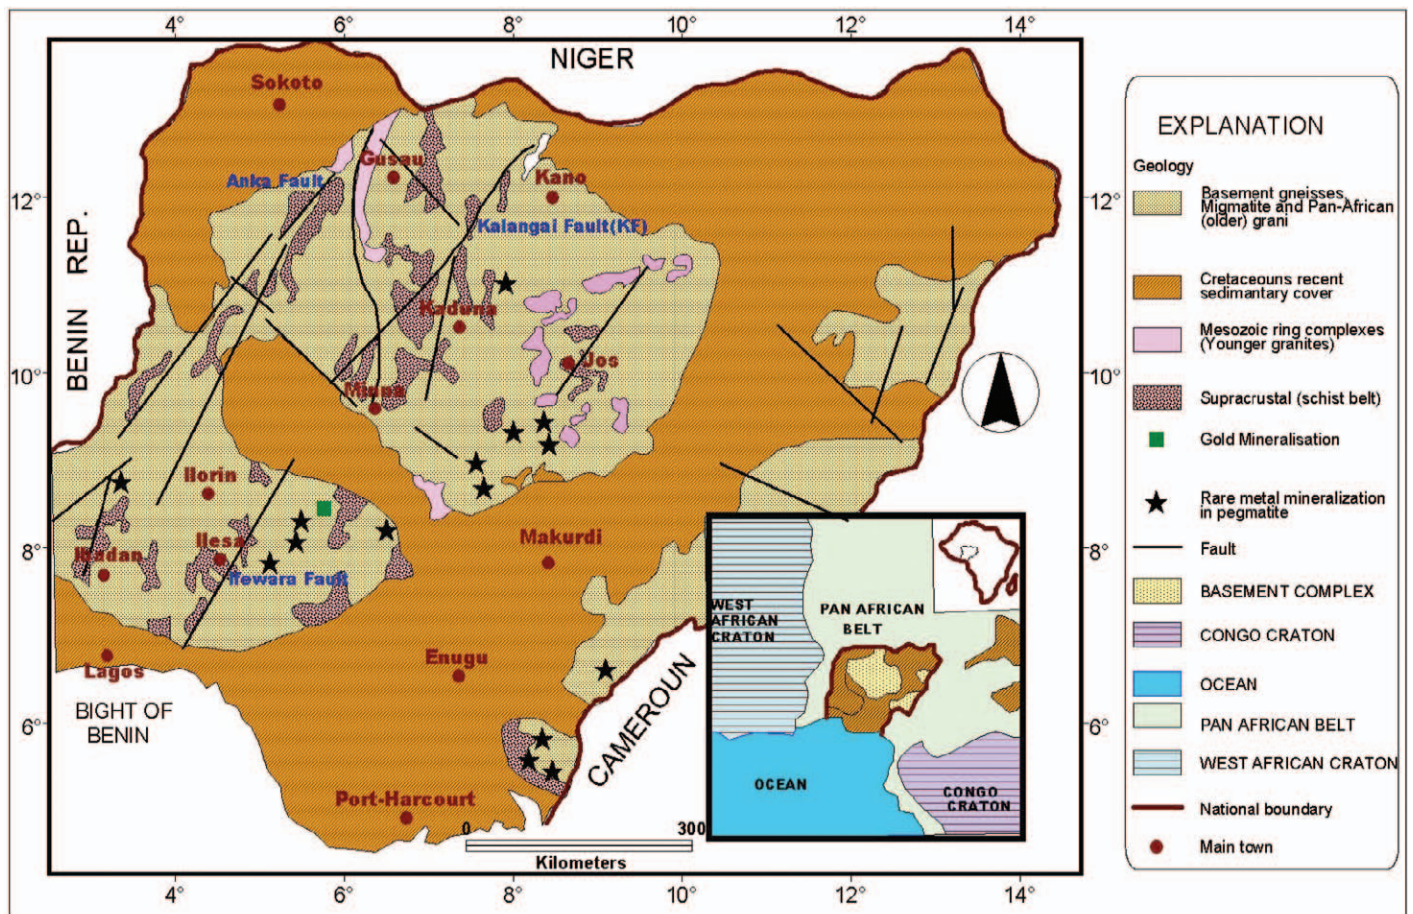 4°
6°
8°
10°
12°
14°
NIGER
Sokoto
Gusau
Anka Fault
Kano
12°
12°
Kalangai Fault(KF)
BENIN REP.
Kaduna
Jos
10°
10°
Minna
Ilorin
Makurdi
8°
8°
Ibadan
Ilesa
Ifewara Fault
Lagos
Enugu
BIGHT OF
BENIN
6°
6°
CAMEROUN
Port-Harcourt
0
300
Kilometers
4°
6°
8°
10°
12°
14°
WEST
AFRICAN
CRATON
PAN AFRICAN
BELT
OCEAN
CONGO
CRATON
EXPLANATION
Geology
Basement gneisses,
Migmatite and Pan-African
(older) grani
Cretaceouns recent
sedimantary cover
Mesozoic ring complexes
(Younger granites)
Supracrustal (schist belt)
Gold Mineralisation
Rare metal mineralization
in pegmatite
Fault
BASEMENT COMPLEX
CONGO CRATON
OCEAN
PAN AFRICAN BELT
WEST AFRICAN CRATON
National boundary
Main town